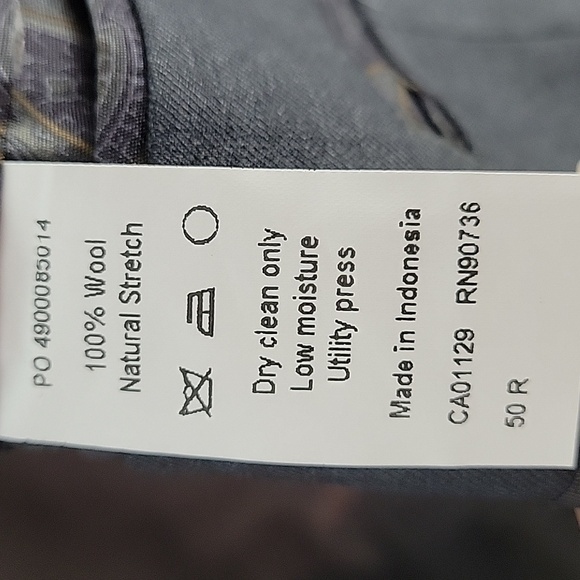 PO 4900085014
100% Wool
Natural Stretch
Dry clean only
Low moisture
Utility press
Made in Indonesia
CA01129 RN90736
50 R